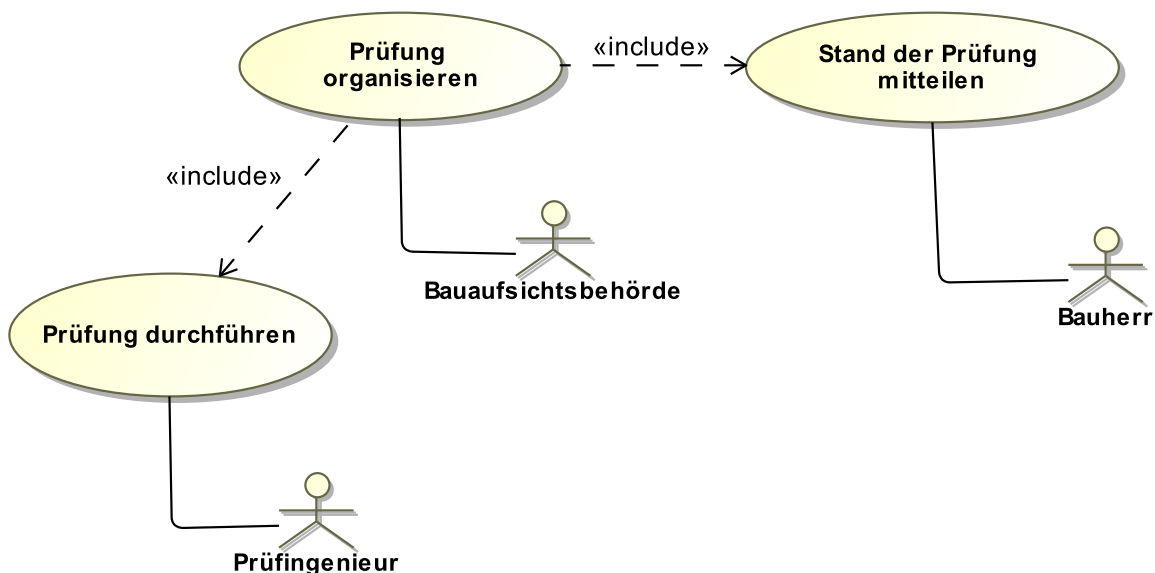 Prüfung
organisieren
«include»
Stand der Prüfung
mitteilen
«include»
Bauaufsichtsbehörde
Bauherr
Prüfung durchführen
Prüfingenieur